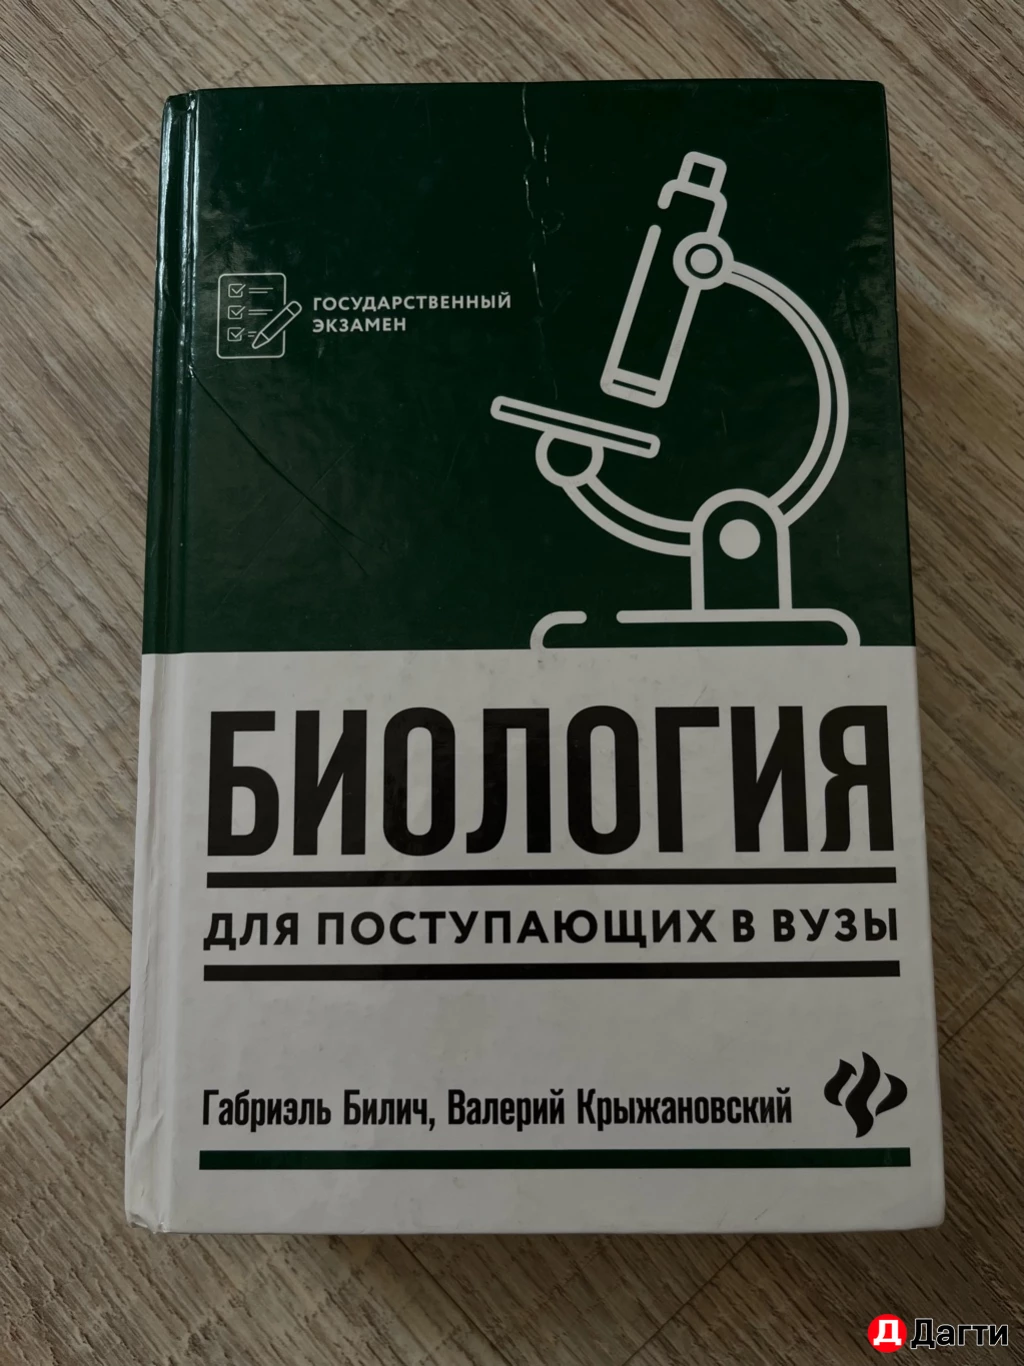 ГОСУДАРСТВЕННЫЙ
ЭКЗАМЕН
БИОЛОГИЯ
ДЛЯ ПОСТУПАЮЩИХ В ВУЗЫ
Габриэль Билич, Валерий Крыжановский
Д Дагти